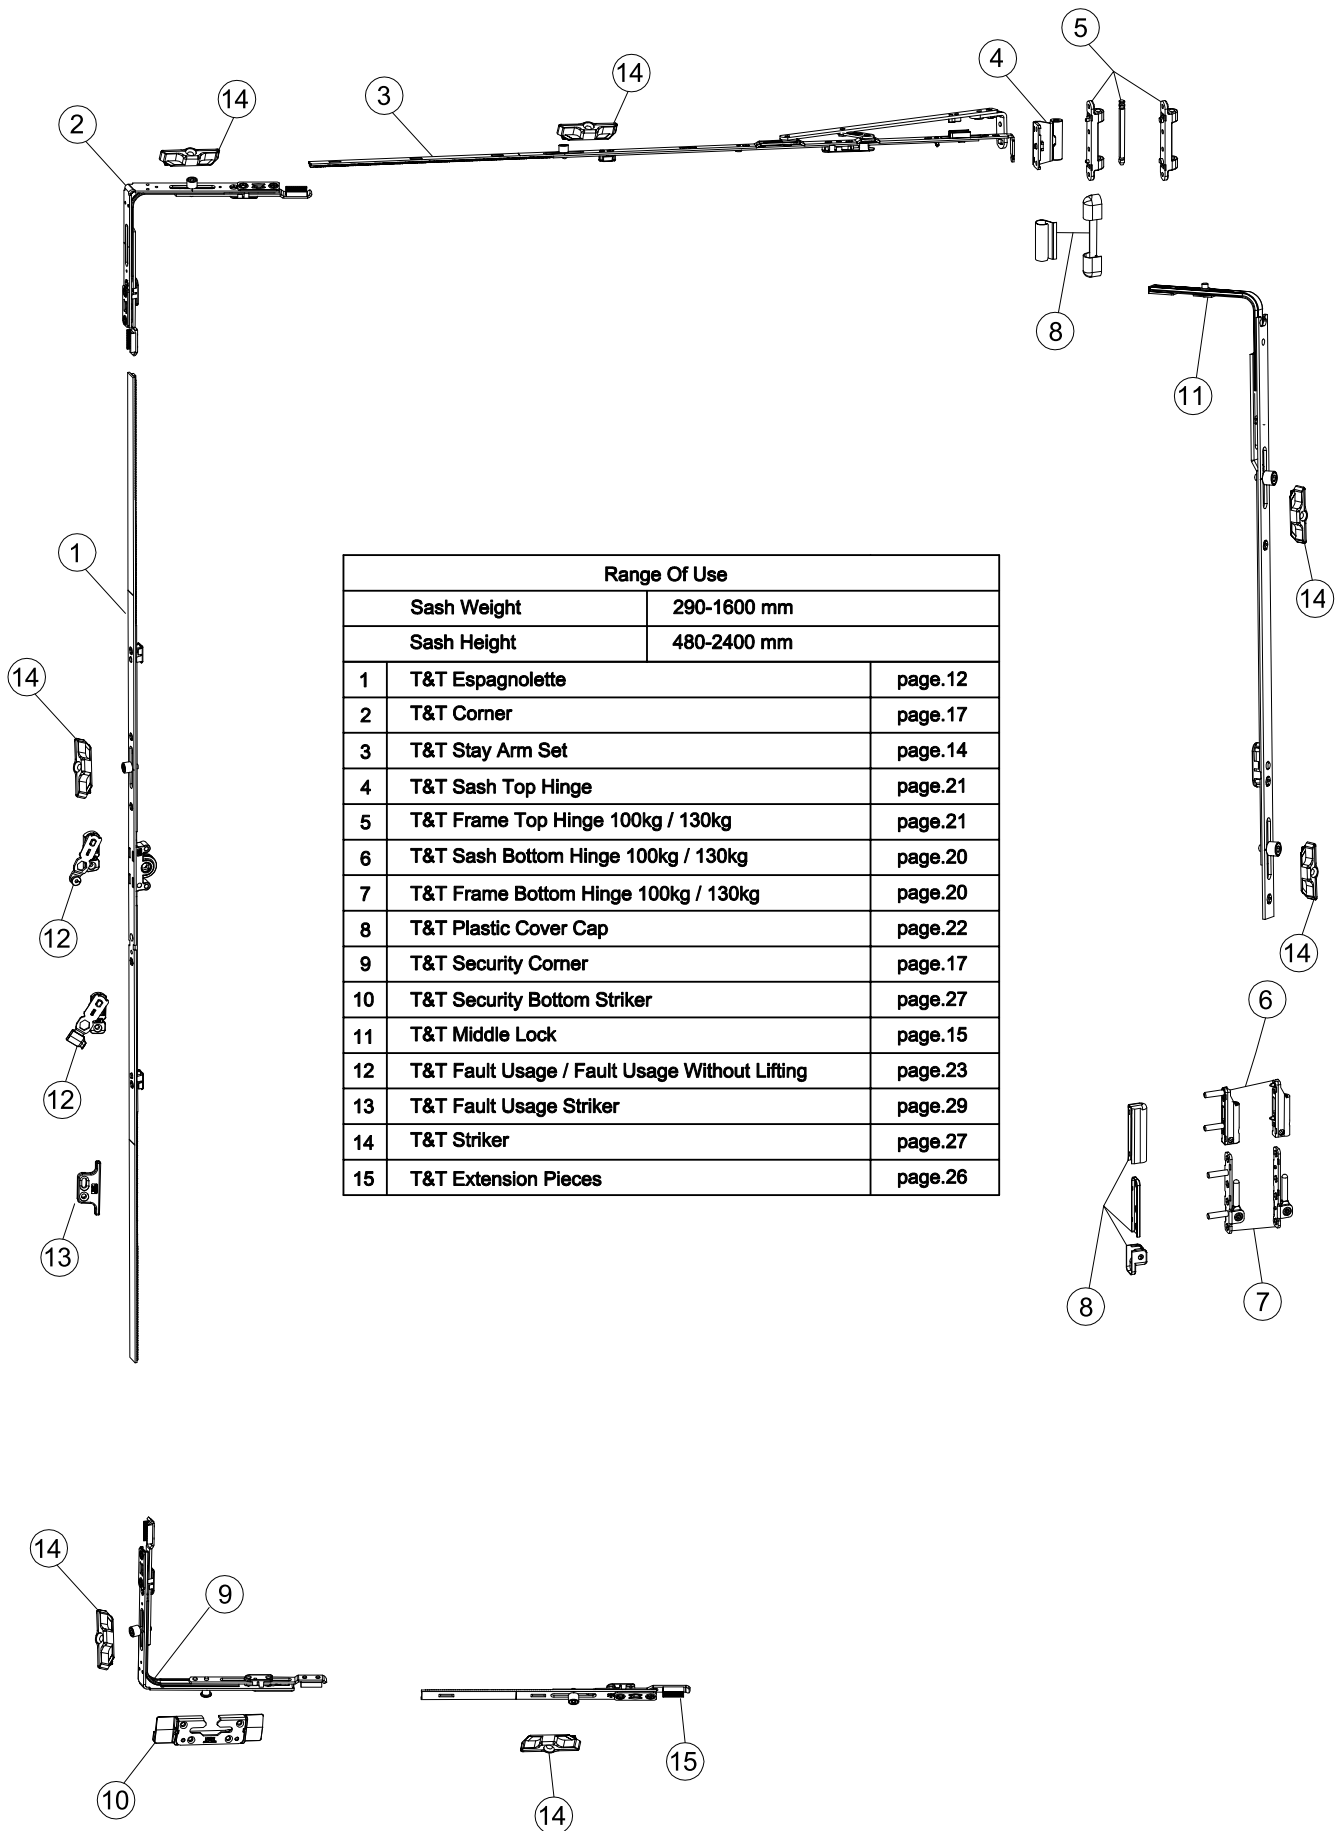 5
4
14
3
14
2
8
11
1
14
14
14
12
12
13
14
6
8
7
Range Of Use
Sash Weight 290-1600 mm
Sash Height 480-2400 mm
1 T&T Espagnolette page.12
2 T&T Corner page.17
3 T&T Stay Arm Set page.14
4 T&T Sash Top Hinge page.21
5 T&T Frame Top Hinge 100kg / 130kg page.21
6 T&T Sash Bottom Hinge 100kg / 130kg page.20
7 T&T Frame Bottom Hinge 100kg / 130kg page.20
8 T&T Plastic Cover Cap page.22
9 T&T Security Corner page.17
10 T&T Security Bottom Striker page.27
11 T&T Middle Lock page.15
12 T&T Fault Usage / Fault Usage Without Lifting page.23
13 T&T Fault Usage Striker page.29
14 T&T Striker page.27
15 T&T Extension Pieces page.26
9
10
15
14